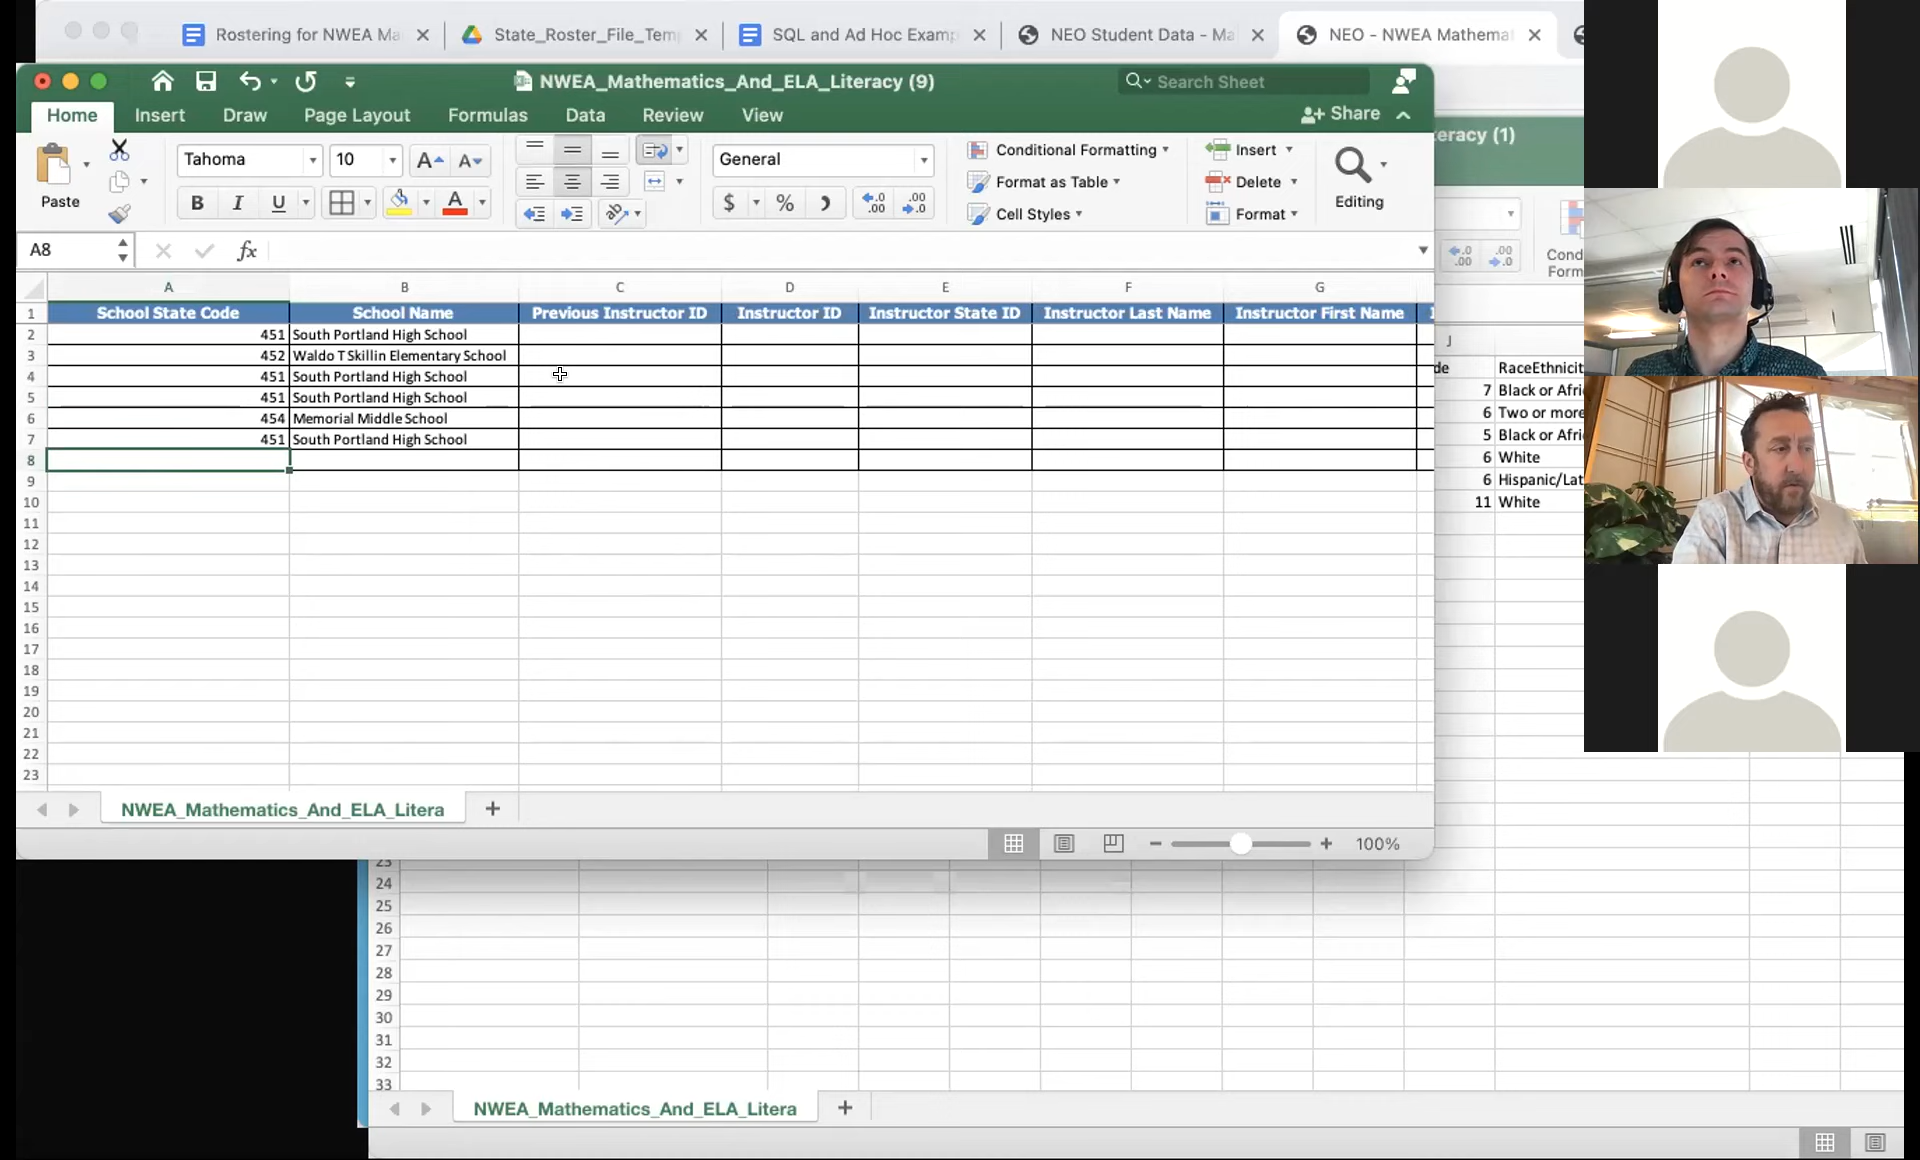 Rostering for NWEA Ma
State_Roster_File_Tem
SQL and Ad Hoc Examp
NEO Student Data - Ma
NEO - NWEA Mathema
NWEA_Mathematics_And_ELA_Literacy (9)
Search Sheet
Home Insert Draw Page Layout Formulas Data Review View
Share
eracy (1)
Paste
Tahoma 10
General
Conditional Formatting
Format as Table
Cell Styles
Insert
Delete
Format
Editing
Cond
Form
A8 fx
A B C D E F G
1 School State Code School Name Previous Instructor ID Instructor ID Instructor State ID Instructor Last Name Instructor First Name
2 451 South Portland High School
3 452 Waldo T Skillin Elementary School
4 451 South Portland High School
5 451 South Portland High School
6 454 Memorial Middle School
7 451 South Portland High School
8
9
10
11
12
13
14
15
16
17
18
19
20
21
22
23
J
de RaceEthnicit
7 Black or Afri
6 Two or more
5 Black or Afri
6 White
6 Hispanic/Lat
11 White
NWEA_Mathematics_And_ELA_Litera
100%
23
24
25
26
27
28
29
30
31
32
33
NWEA_Mathematics_And_ELA_Litera